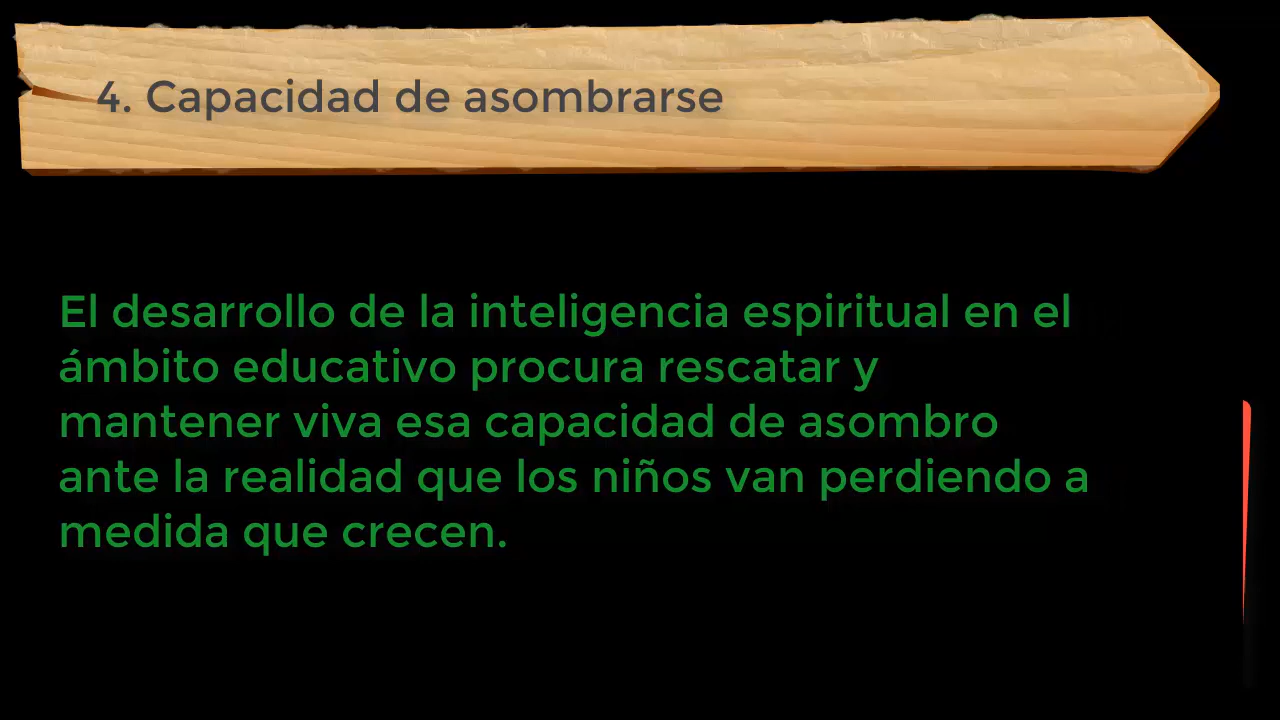 4. Capacidad de asombrarse
El desarrollo de la inteligencia espiritual en el
ámbito educativo procura rescatar y
mantener viva esa capacidad de asombro
ante la realidad que los niños van perdiendo a
medida que crecen.